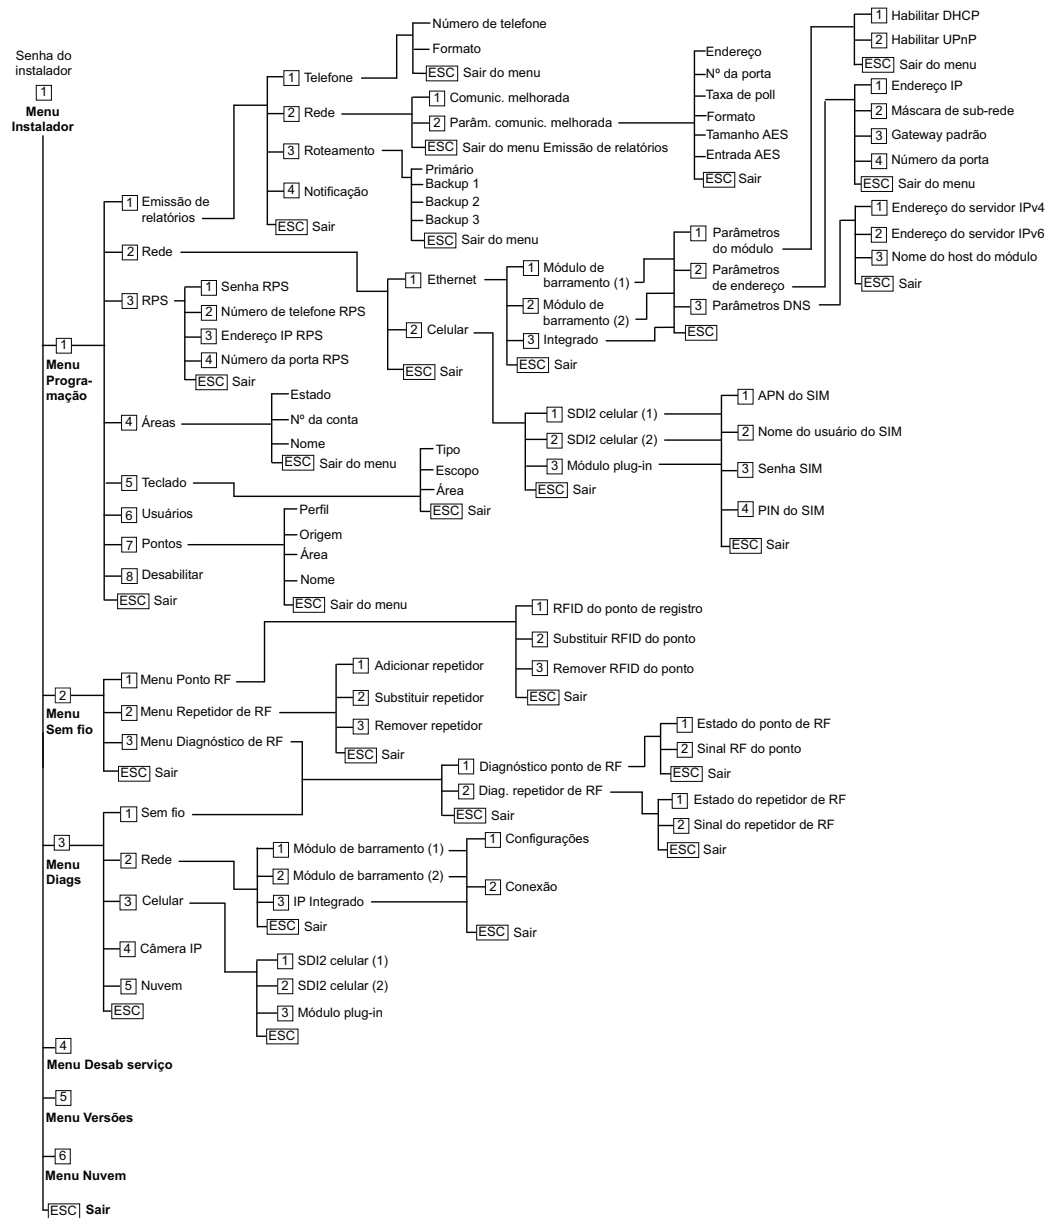 Senha do
instalador
1
Menu
Instalador
1
Menu
Progra-
mação
1 Emissão de
relatórios
1 Telefone
Número de telefone
Formato
ESC Sair do menu
2 Rede
1 Comunic. melhorada
2 Parâm. comunic. melhorada
Endereço
Nº da porta
Taxa de poll
Formato
Tamanho AES
Entrada AES
ESC Sair
ESC Sair do menu Emissão de relatórios
3 Roteamento
Primário
Backup 1
Backup 2
Backup 3
ESC Sair do menu
4 Notificação
ESC Sair
2 Rede
1 Ethernet
1 Módulo de
barramento (1)
2 Módulo de
barramento (2)
3 Integrado
ESC Sair
1 Parâmetros
do módulo
1 Habilitar DHCP
2 Habilitar UPnP
ESC Sair do menu
2 Parâmetros
de endereço
1 Endereço IP
2 Máscara de sub-rede
3 Gateway padrão
4 Número da porta
ESC Sair do menu
3 Parâmetros DNS
1 Endereço do servidor IPv4
2 Endereço do servidor IPv6
3 Nome do host do módulo
ESC Sair
ESC
2 Celular
1 SDI2 celular (1)
2 SDI2 celular (2)
3 Módulo plug-in
ESC Sair
1 APN do SIM
2 Nome do usuário do SIM
3 Senha SIM
4 PIN do SIM
ESC Sair
ESC Sair
3 RPS
1 Senha RPS
2 Número de telefone RPS
3 Endereço IP RPS
4 Número da porta RPS
ESC Sair
4 Áreas
Estado
Nº da conta
Nome
ESC Sair do menu
5 Teclado
Tipo
Escopo
Área
ESC Sair
6 Usuários
7 Pontos
Perfil
Origem
Área
Nome
ESC Sair do menu
8 Desabilitar
ESC Sair
2
Menu
Sem fio
1 Menu Ponto RF
1 RFID do ponto de registro
2 Substituir RFID do ponto
3 Remover RFID do ponto
ESC Sair
2 Menu Repetidor de RF
1 Adicionar repetidor
2 Substituir repetidor
3 Remover repetidor
ESC Sair
3 Menu Diagnóstico de RF
ESC Sair
3
Menu
Diags
1 Sem fio
1 Diagnóstico ponto de RF
1 Estado do ponto de RF
2 Sinal RF do ponto
ESC Sair
2 Diag. repetidor de RF
1 Estado do repetidor de RF
2 Sinal do repetidor de RF
ESC Sair
ESC Sair
2 Rede
1 Módulo de barramento (1)
2 Módulo de barramento (2)
3 IP Integrado
ESC Sair
1 Configurações
2 Conexão
ESC Sair
3 Celular
1 SDI2 celular (1)
2 SDI2 celular (2)
3 Módulo plug-in
ESC
4 Câmera IP
5 Nuvem
ESC
4
Menu Desab serviço
5
Menu Versões
6
Menu Nuvem
ESC Sair